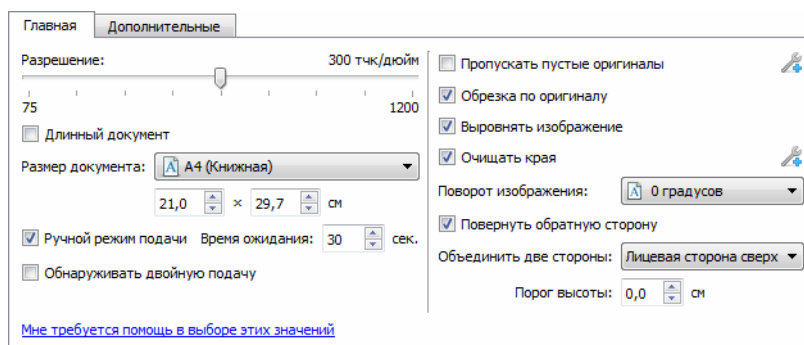 Главная Дополнительные
Разрешение: 300 тчк/дюйм
75 1200
Длинный документ
Размер документа: A4 (Книжная)
21,0 × 29,7 см
Ручной режим подачи Время ожидания: 30 сек.
Обнаруживать двойную подачу
Мне требуется помощь в выборе этих значений
Пропускать пустые оригиналы
Обрезка по оригиналу
Выровнять изображение
Очищать края
Поворот изображения: 0 градусов
Повернуть обратную сторону
Объединить две стороны: Лицевая сторона сверх
Порог высоты: 0,0 см